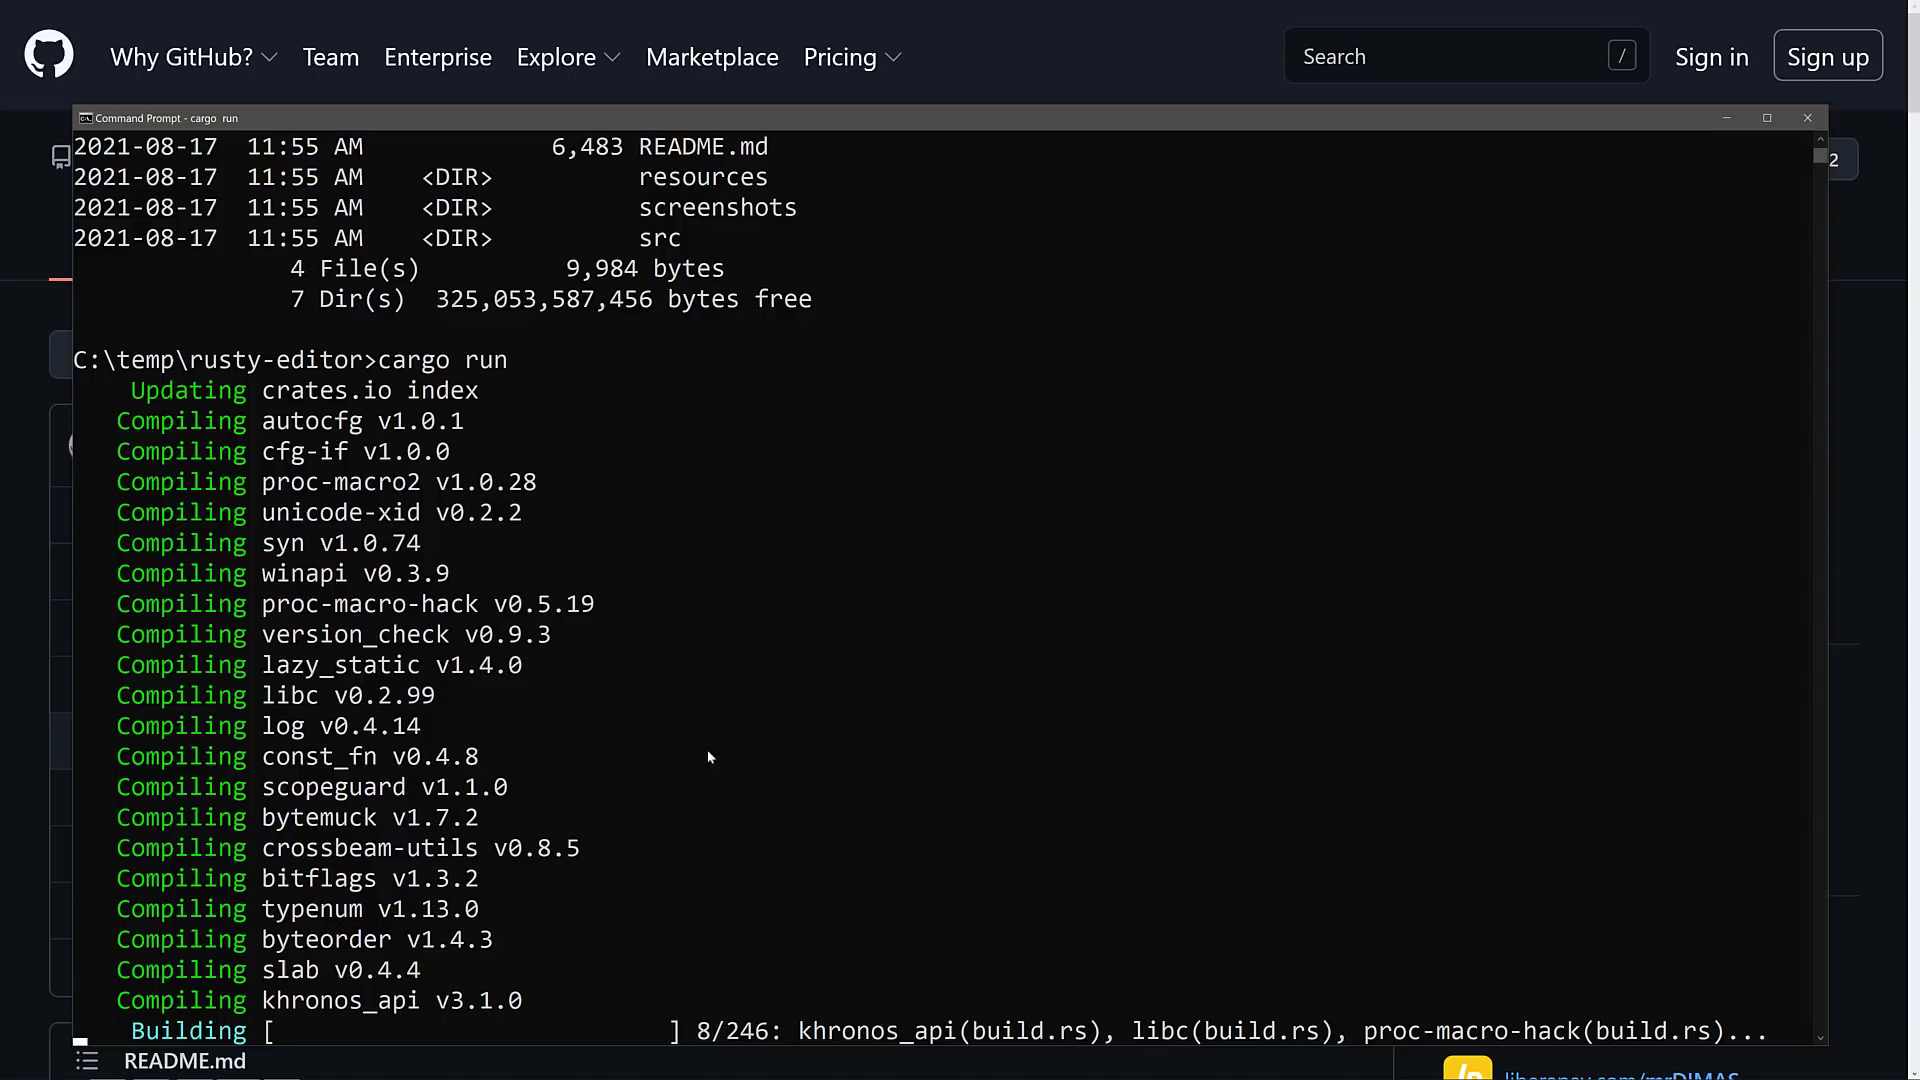 Why GitHub? Team Enterprise Explore Marketplace Pricing Search / Sign in Sign up
Command Prompt - cargo run
2021-08-17 11:55 AM 6,483 README.md
2021-08-17 11:55 AM <DIR> resources
2021-08-17 11:55 AM <DIR> screenshots
2021-08-17 11:55 AM <DIR> src
4 File(s) 9,984 bytes
7 Dir(s) 325,053,587,456 bytes free
C:\temp\rusty-editor>cargo run
Updating crates.io index
Compiling autocfg v1.0.1
Compiling cfg-if v1.0.0
Compiling proc-macro2 v1.0.28
Compiling unicode-xid v0.2.2
Compiling syn v1.0.74
Compiling winapi v0.3.9
Compiling proc-macro-hack v0.5.19
Compiling version_check v0.9.3
Compiling lazy_static v1.4.0
Compiling libc v0.2.99
Compiling log v0.4.14
Compiling const_fn v0.4.8
Compiling scopeguard v1.1.0
Compiling bytemuck v1.7.2
Compiling crossbeam-utils v0.8.5
Compiling bitflags v1.3.2
Compiling typenum v1.13.0
Compiling byteorder v1.4.3
Compiling slab v0.4.4
Compiling khronos_api v3.1.0
Building [ ] 8/246: khronos_api(build.rs), libc(build.rs), proc-macro-hack(build.rs)...
README.md
liberapay.com/mrDIMAS
2